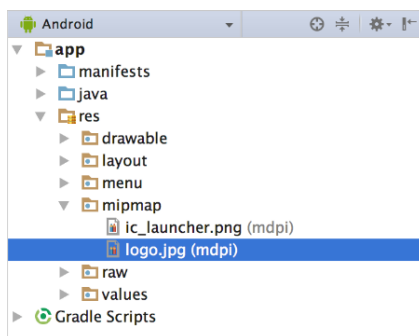 Android
app
manifests
java
res
drawable
layout
menu
mipmap
ic_launcher.png (mdpi)
logo.jpg (mdpi)
raw
values
Gradle Scripts